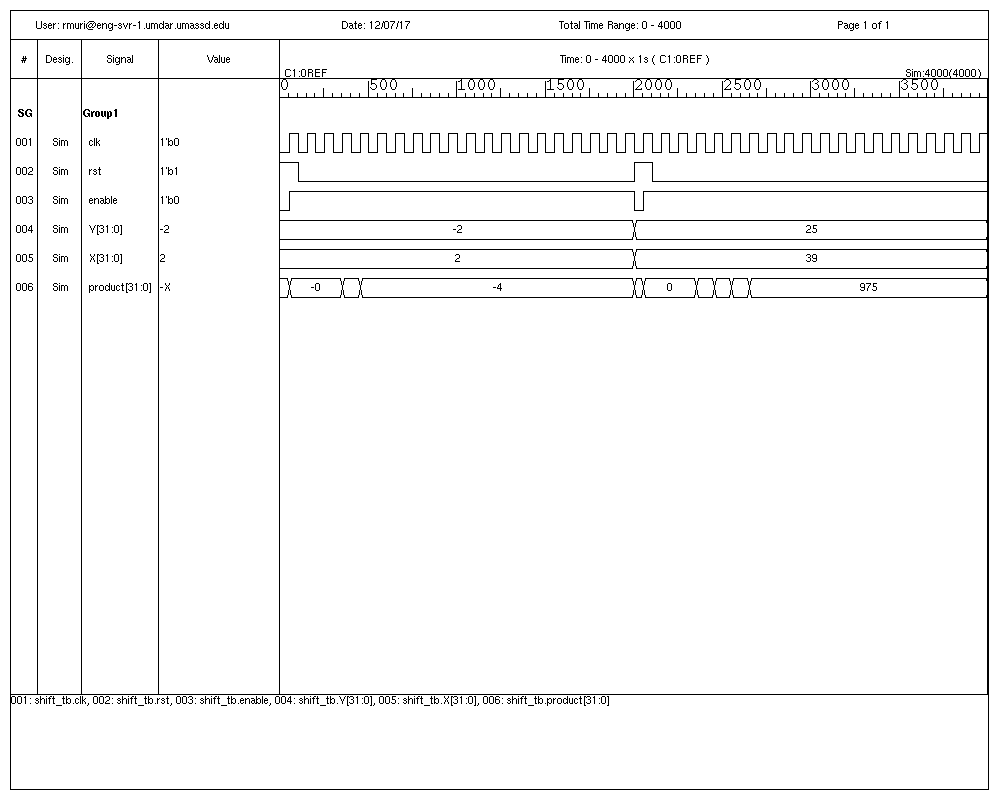 User: rmuri@eng-svr-1.umdar.umassd.edu Date: 12/07/17 Total Time Range: 0 - 4000 Page 1 of 1
# Desig. Signal Value Time: 0 - 4000 x 1s ( C1:0REF )
C1:0REF Sim:4000(4000)
0 500 1000 1500 2000 2500 3000 3500
SG Group1
001 Sim clk 1'b0
002 Sim rst 1'b1
003 Sim enable 1'b0
004 Sim Y[31:0] -2 -2 25
005 Sim X[31:0] 2 2 39
006 Sim product[31:0] -X -0 -4 0 975
001: shift_tb.clk, 002: shift_tb.rst, 003: shift_tb.enable, 004: shift_tb.Y[31:0], 005: shift_tb.X[31:0], 006: shift_tb.product[31:0]